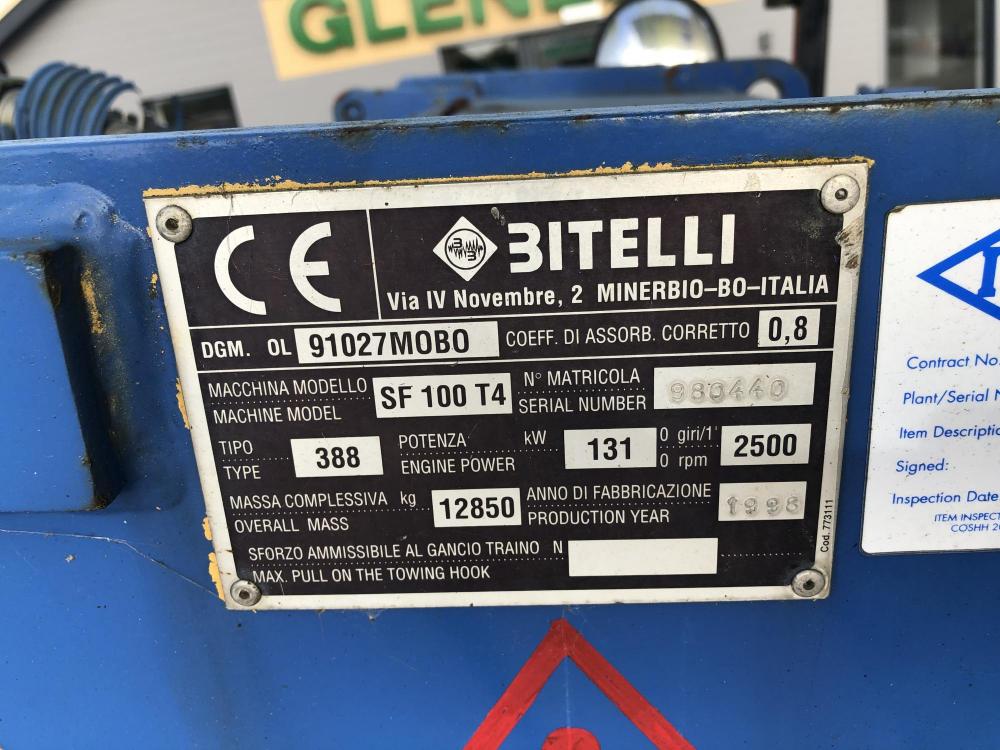 GLENE
CE
BITELLI
Via IV Novembre, 2 MINERBIO-BO-ITALIA
DGM. OL 91027MOBO COEFF. DI ASSORB. CORRETTO 0,8
MACCHINA MODELLO
MACHINE MODEL
SF 100 T4
N° MATRICOLA
SERIAL NUMBER
980440
TIPO
TYPE
388
POTENZA
ENGINE POWER
kW
131
0 giri/1'
0 rpm
2500
MASSA COMPLESSIVA kg
OVERALL MASS
12850
ANNO DI FABBRICAZIONE
PRODUCTION YEAR
1998
SFORZO AMMISSIBILE AL GANCIO TRAINO N
MAX. PULL ON THE TOWING HOOK
Cod. 773111
Contract No.
Plant/Serial N
Item Descripti
Signed:
Inspection Date
ITEM INSPECT
COSHH 20